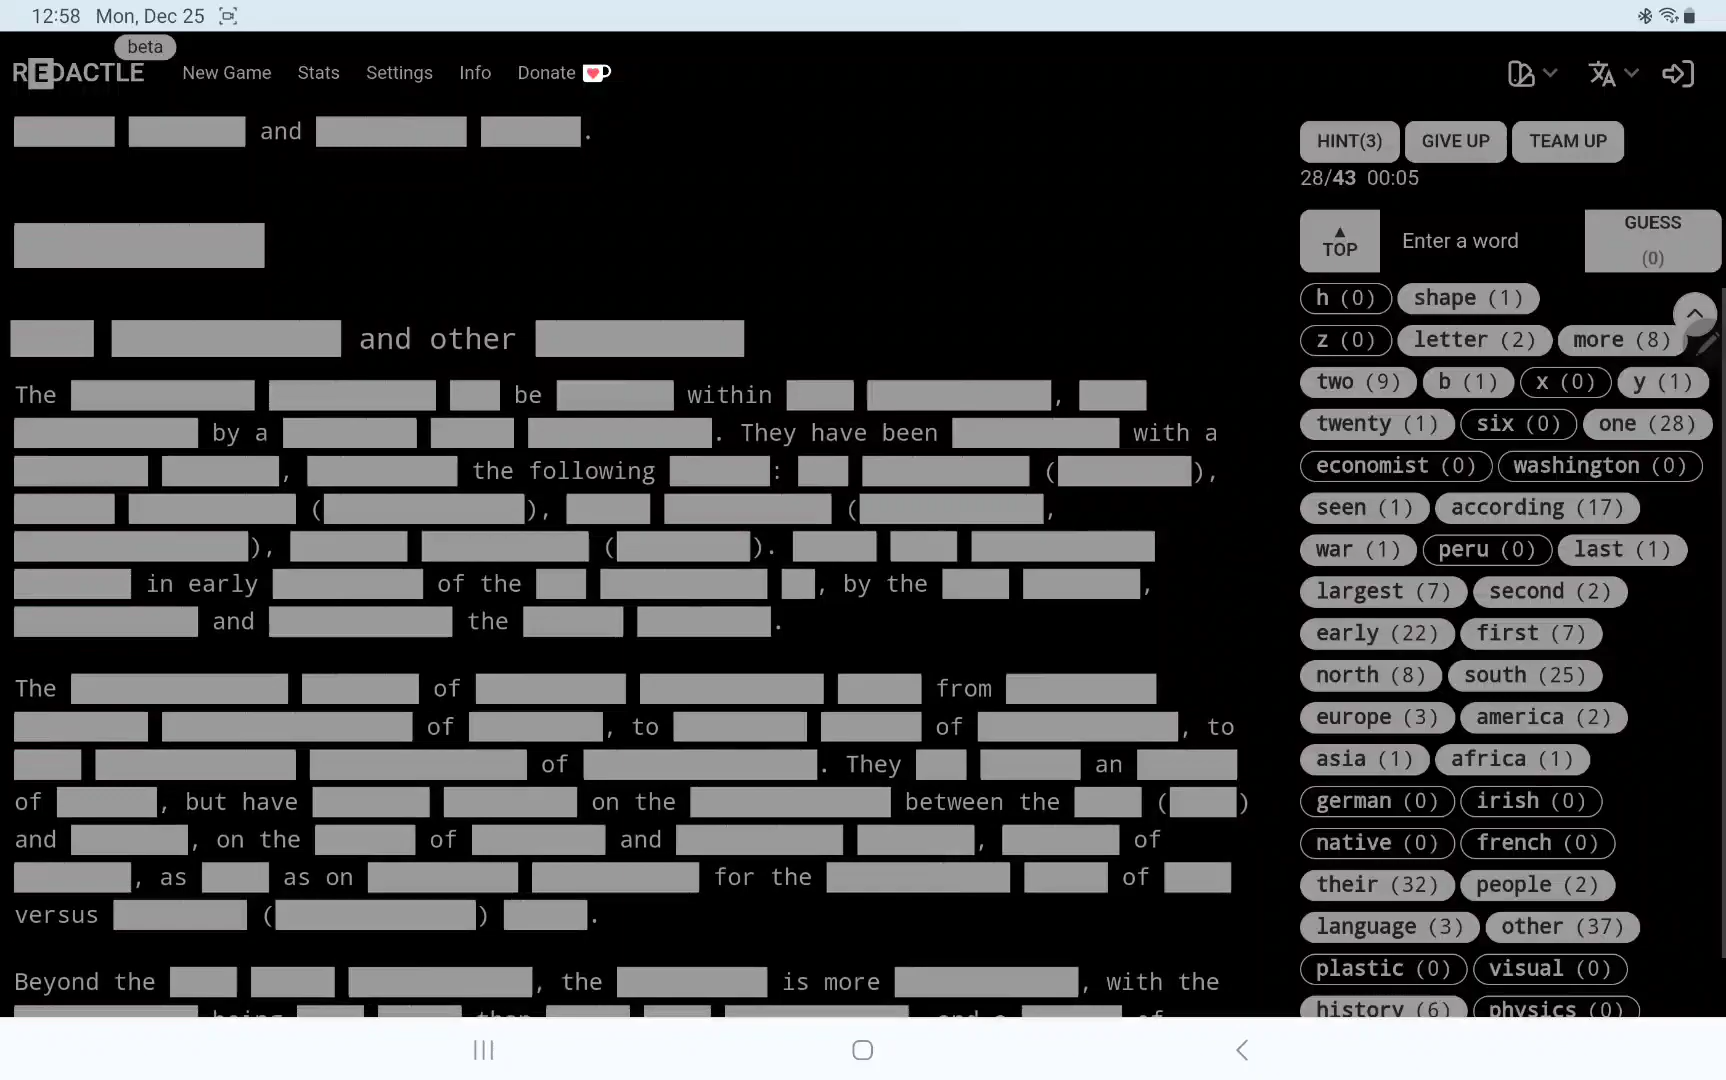 12:58 Mon, Dec 25
beta
REDACTLE New Game Stats Settings Info Donate
and .
and other
The be within ,
by a . They have been with a
, the following : ( ),
( ), ( ,
), ( ).
in early of the , by the ,
and the .
The of from
of , to of , to
of . They an
of , but have on the between the ( )
and , on the of and , of
, as as on for the of
versus ( ) .
Beyond the , the is more , with the
being than and a of
HINT(3) GIVE UP TEAM UP
28/43 00:05
▲ TOP Enter a word GUESS (0)
h (0) shape (1)
z (0) letter (2) more (8)
two (9) b (1) x (0) y (1)
twenty (1) six (0) one (28)
economist (0) washington (0)
seen (1) according (17)
war (1) peru (0) last (1)
largest (7) second (2)
early (22) first (7)
north (8) south (25)
europe (3) america (2)
asia (1) africa (1)
german (0) irish (0)
native (0) french (0)
their (32) people (2)
language (3) other (37)
plastic (0) visual (0)
history (6) physics (0)